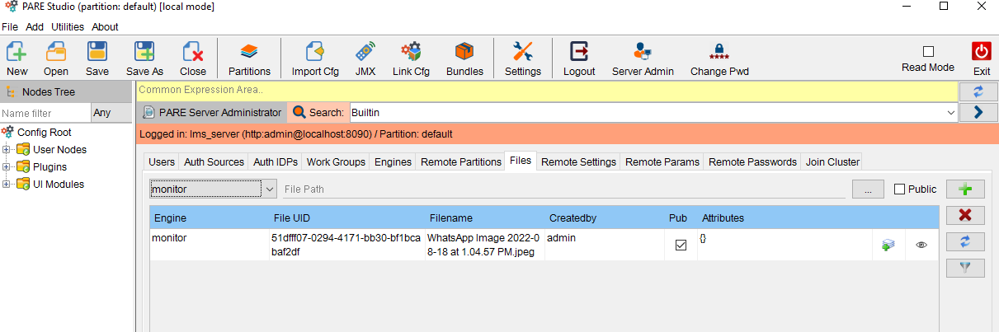 PARE Studio (partition: default) [local mode]
File Add Utilities About
New Open Save Save As Close Partitions Import Cfg JMX Link Cfg Bundles Settings Logout Server Admin Change Pwd Read Mode Exit
Nodes Tree
Name filter Any
Config Root
User Nodes
Plugins
UI Modules
Common Expression Area..
PARE Server Administrator Search: Builtin
Logged in: lms_server (http:admin@localhost:8090) / Partition: default
Users Auth Sources Auth IDPs Work Groups Engines Remote Partitions Files Remote Settings Remote Params Remote Passwords Join Cluster
monitor File Path ... Public
Engine File UID Filename Createdby Pub Attributes
monitor 51dfff07-0294-4171-bb30-bf1bca WhatsApp Image 2022-0 admin {}
baf2df 8-18 at 1.04.57 PM.jpeg